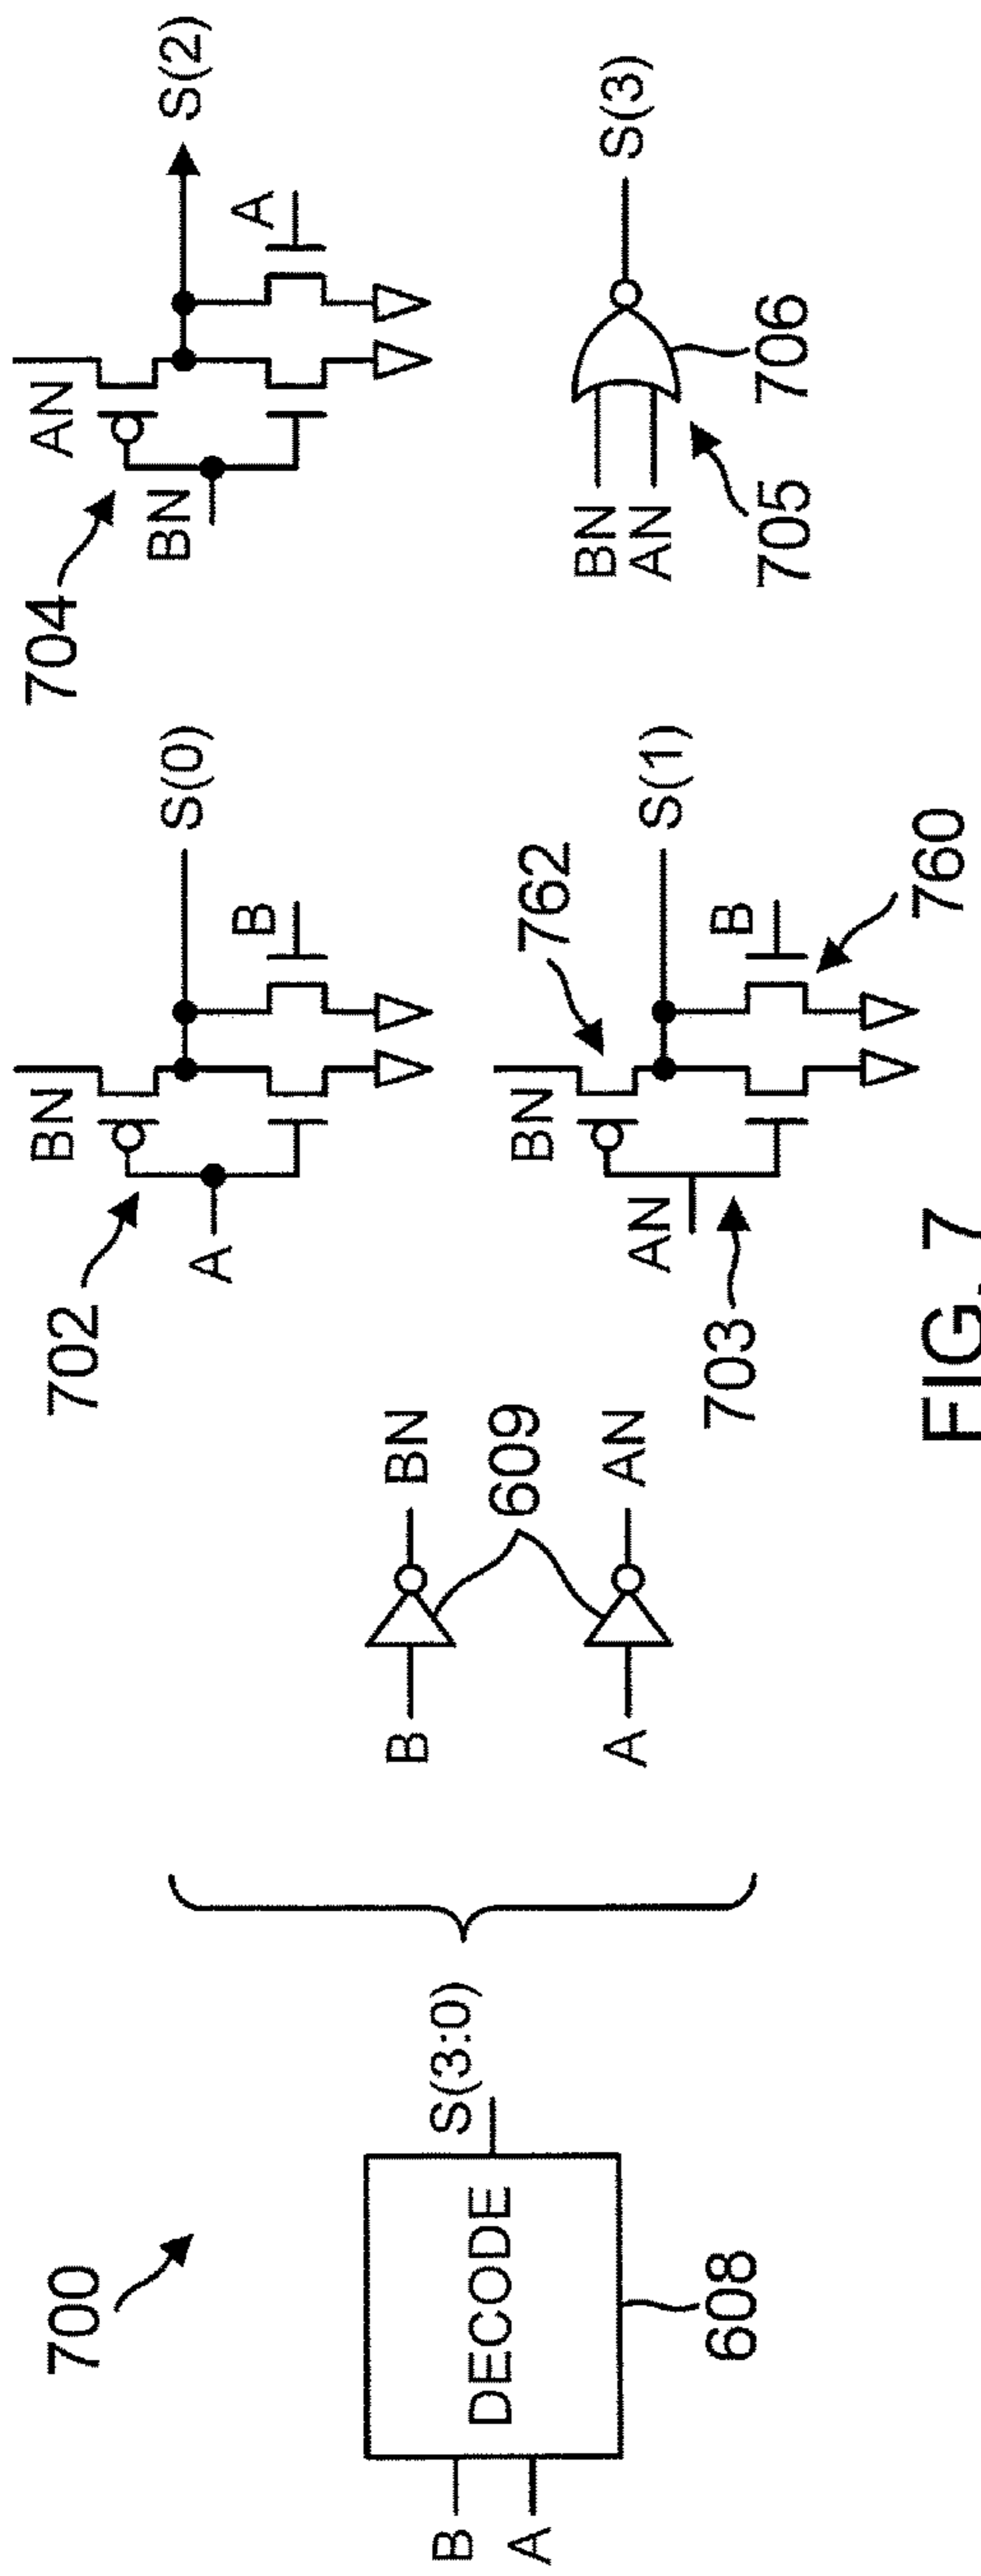 700
B
A
DECODE
608
S(3:0)
B
BN
609
A
AN
702
A
BN
B
S(0)
703
AN
BN
762
B
760
S(1)
704
BN
AN
A
S(2)
BN
AN
705
706
S(3)
FIG. 7